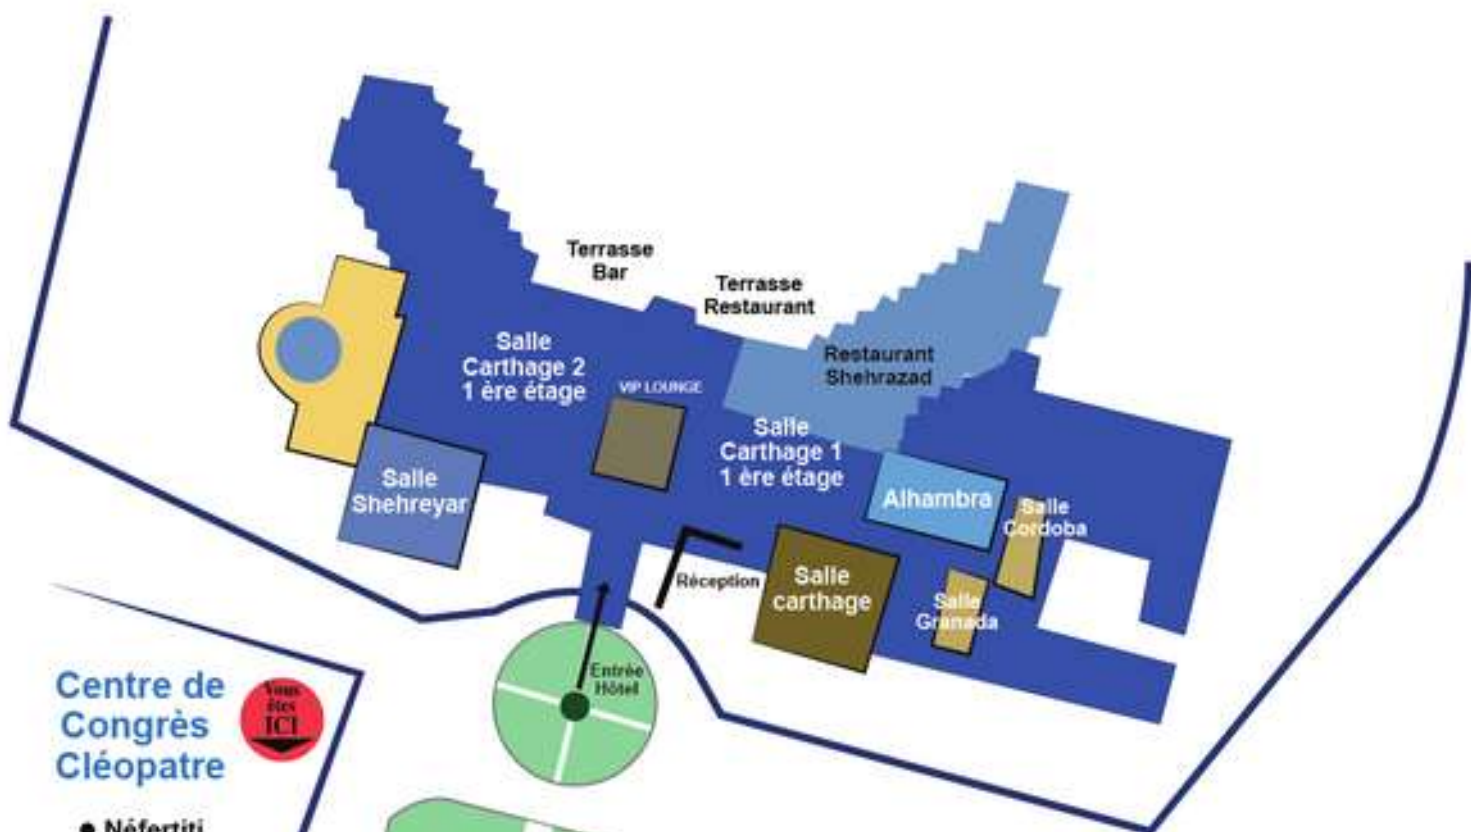 Terrasse
Bar
Terrasse
Restaurant
Salle
Carthage 2
1 ère étage
VIP LOUNGE
Restaurant
Shehrazad
Salle
Carthage 1
1 ère étage
Salle
Shehreyar
Alhambra
Salle
Cordoba
Réception
Salle
carthage
Salle
Granada
Entrée
Hôtel
Centre de
Congrès
Cléopatre
Vous
êtes
ICI
Néfertiti